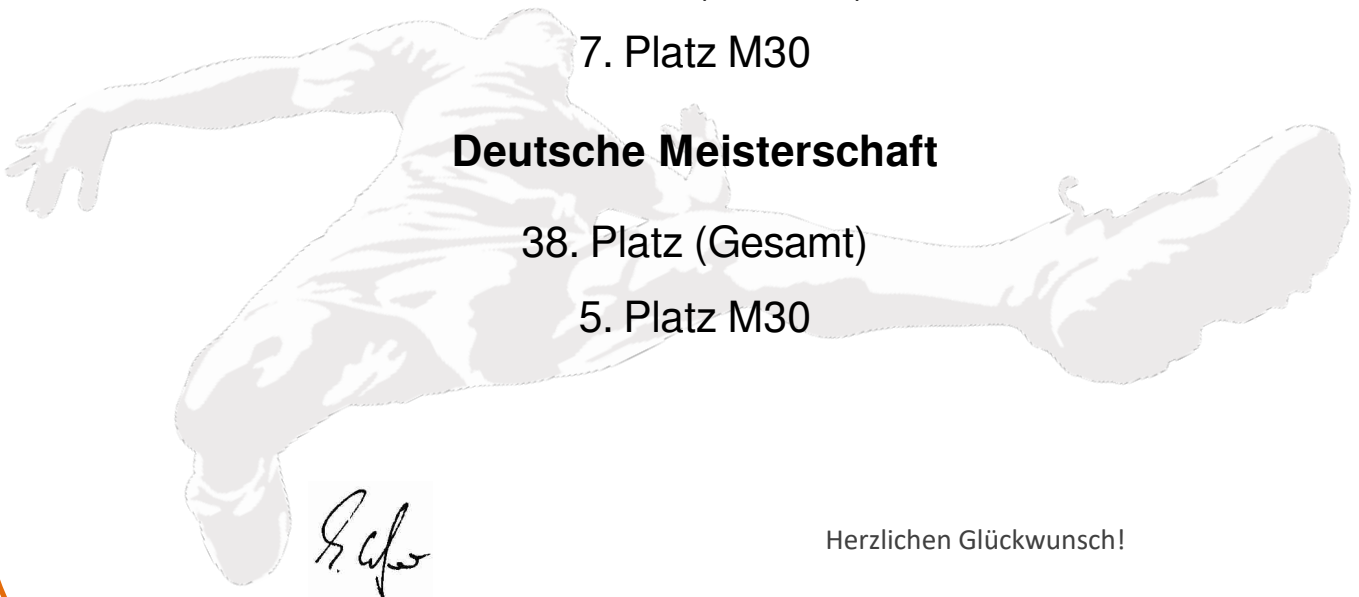 7. Platz M30
Deutsche Meisterschaft
38. Platz (Gesamt)
5. Platz M30
Herzlichen Glückwunsch!